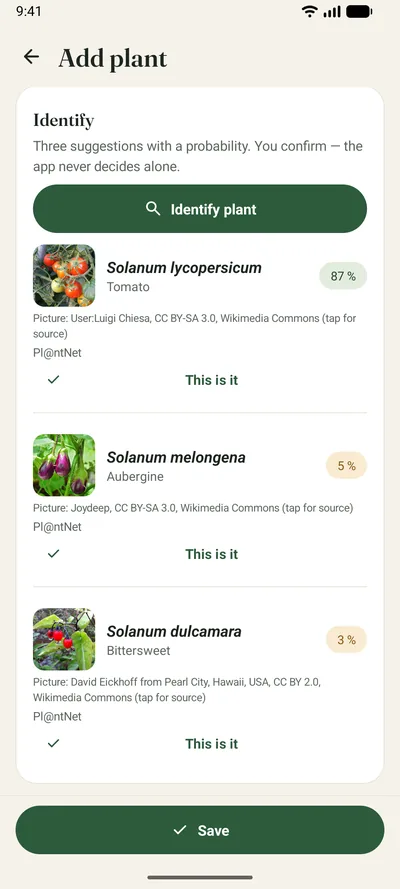 9:41
Add plant
Identify
Three suggestions with a probability. You confirm — the
app never decides alone.
Identify plant
Solanum lycopersicum
87 %
Tomato
Picture: User:Luigi Chiesa, CC BY-SA 3.0, Wikimedia Commons (tap for
source)
Pl@ntNet
This is it
Solanum melongena
5 %
Aubergine
Picture: Joydeep, CC BY-SA 3.0, Wikimedia Commons (tap for source)
Pl@ntNet
This is it
Solanum dulcamara
3 %
Bittersweet
Picture: David Eickhoff from Pearl City, Hawaii, USA, CC BY 2.0,
Wikimedia Commons (tap for source)
Pl@ntNet
This is it
Save